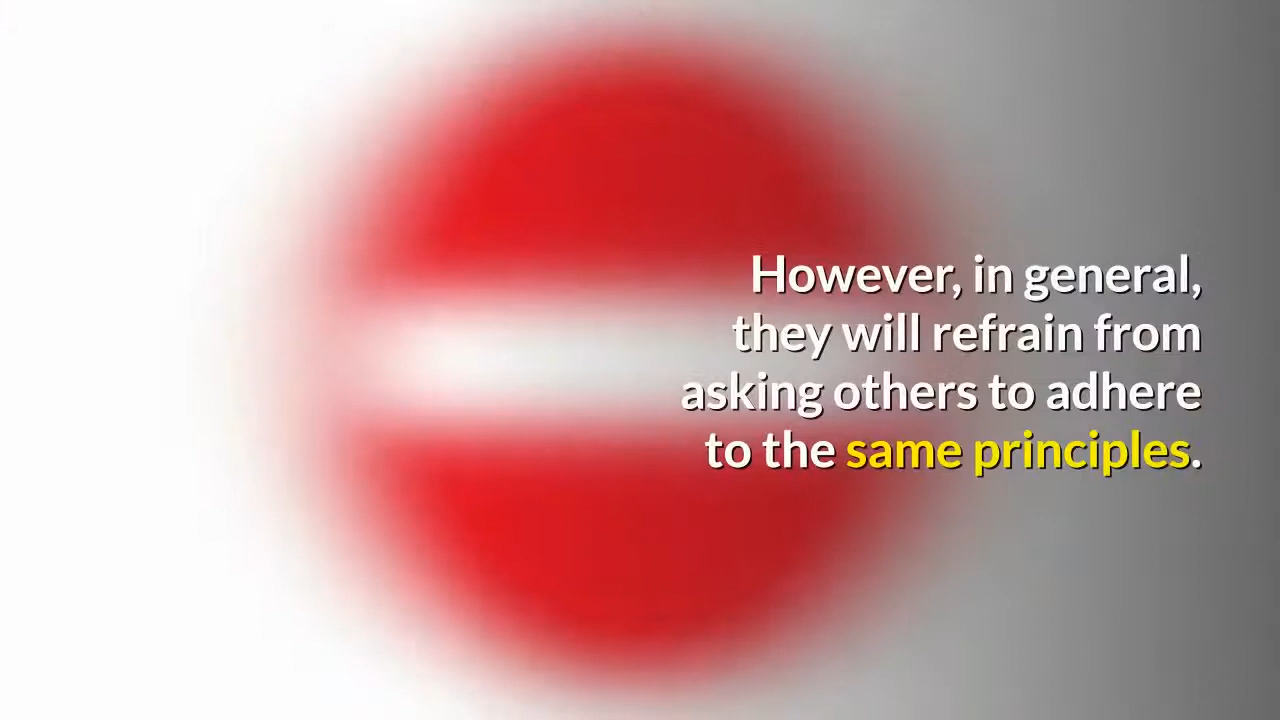 However, in general,
they will refrain from
asking others to adhere
to the same principles.